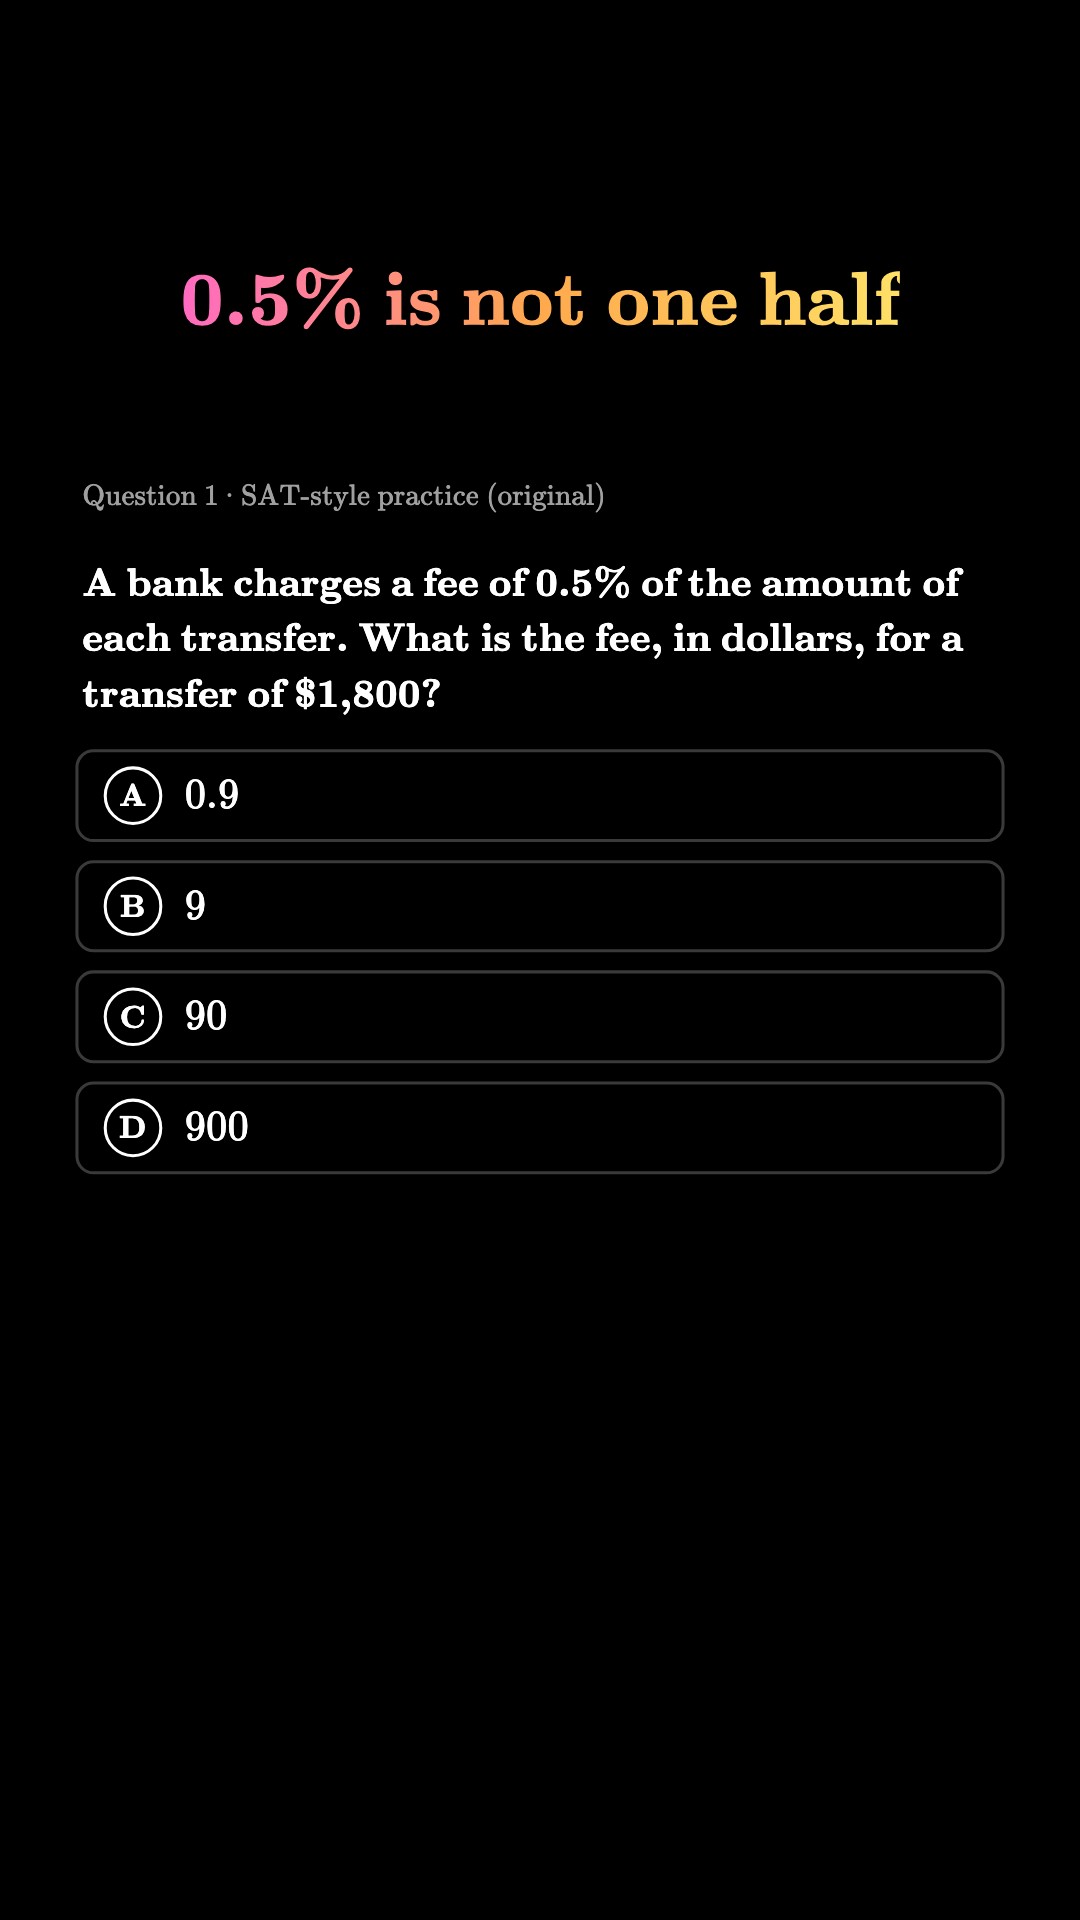 0.5% is not one half
Question 1 · SAT-style practice (original)
A bank charges a fee of 0.5% of the amount of
each transfer. What is the fee, in dollars, for a
transfer of $1,800?
A 0.9
B 9
C 90
D 900